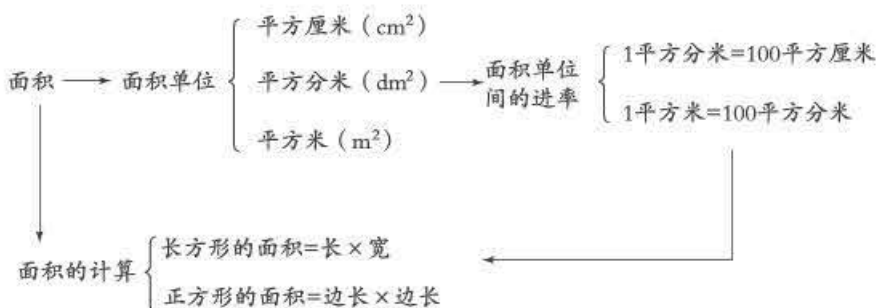 平方厘米（cm²）
面积
面积单位
平方分米（dm²）
平方米（m²）
面积单位
间的进率
1平方分米=100平方厘米
1平方米=100平方分米
面积的计算
长方形的面积=长×宽
正方形的面积=边长×边长